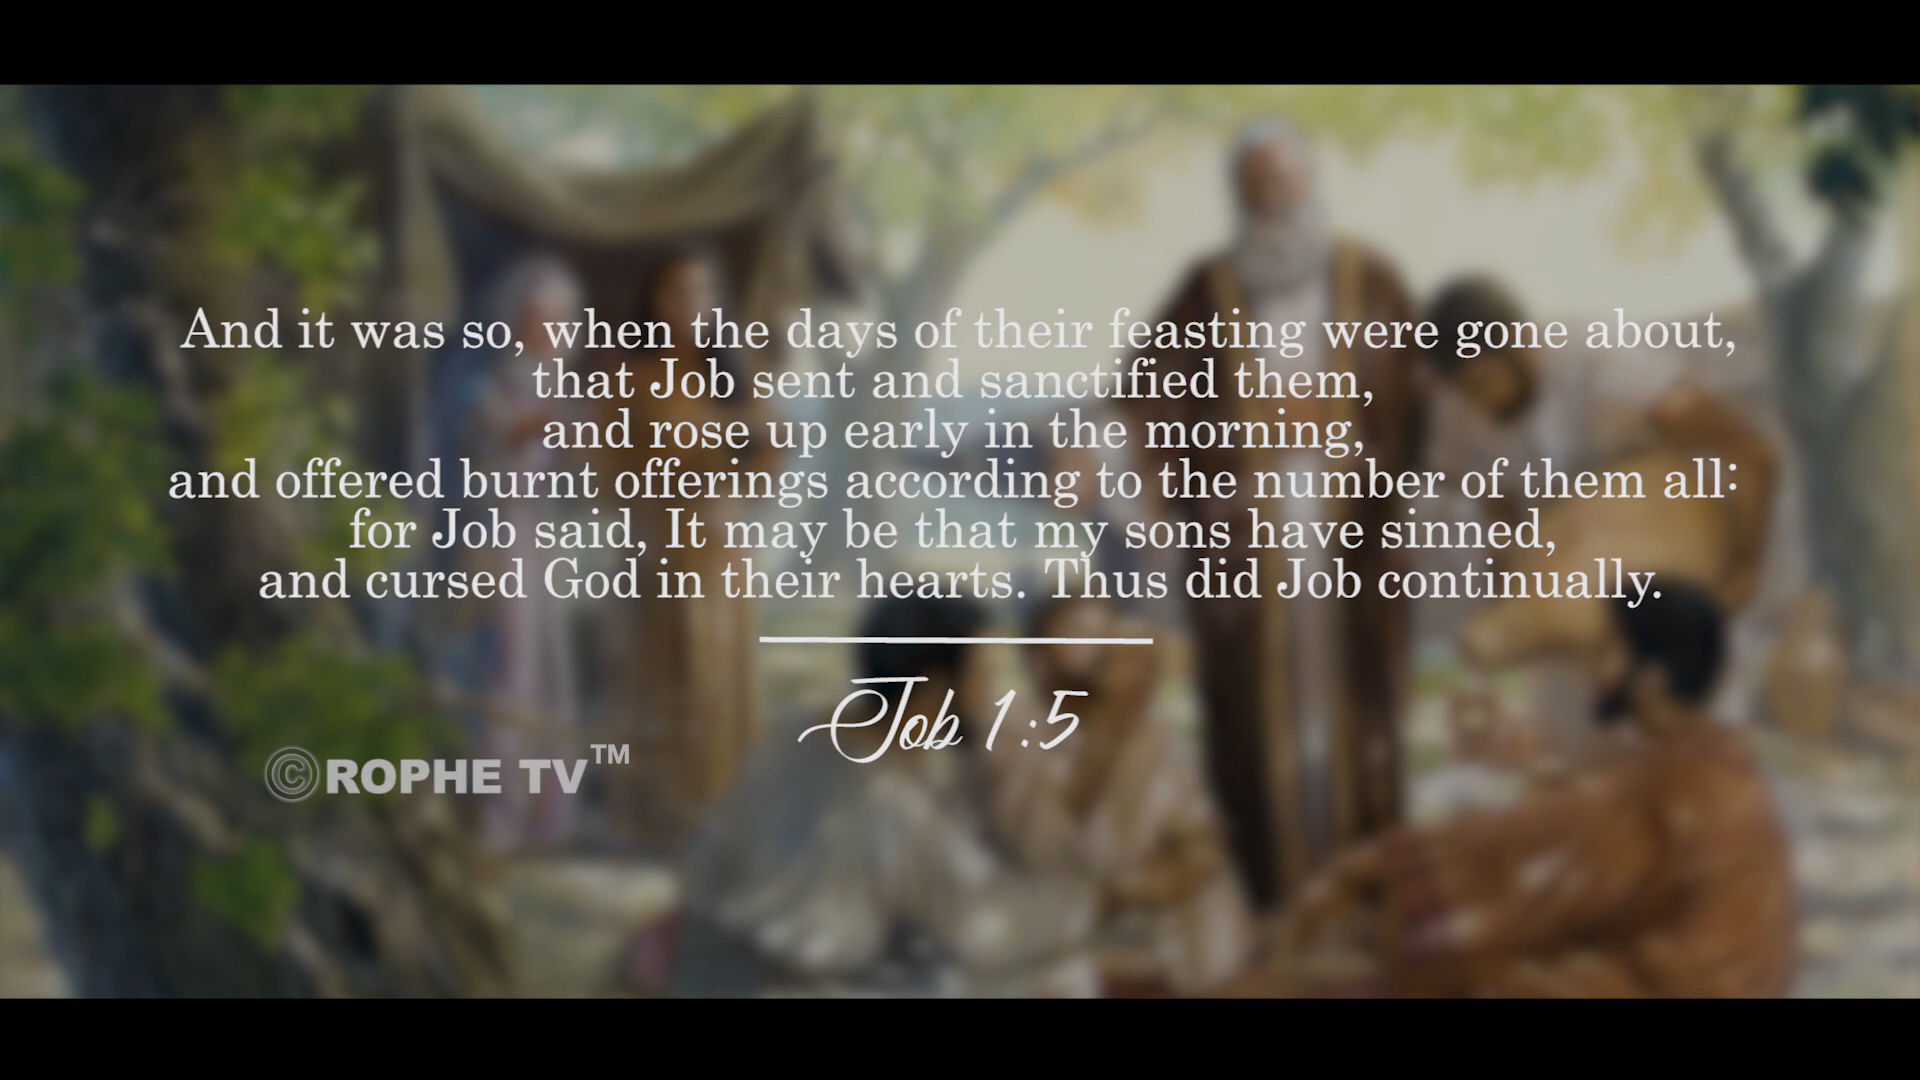 And it was so, when the days of their feasting were gone about,
that Job sent and sanctified them,
and rose up early in the morning,
and offered burnt offerings according to the number of them all:
for Job said, It may be that my sons have sinned,
and cursed God in their hearts. Thus did Job continually.
Job 1:5
©ROPHE TV™